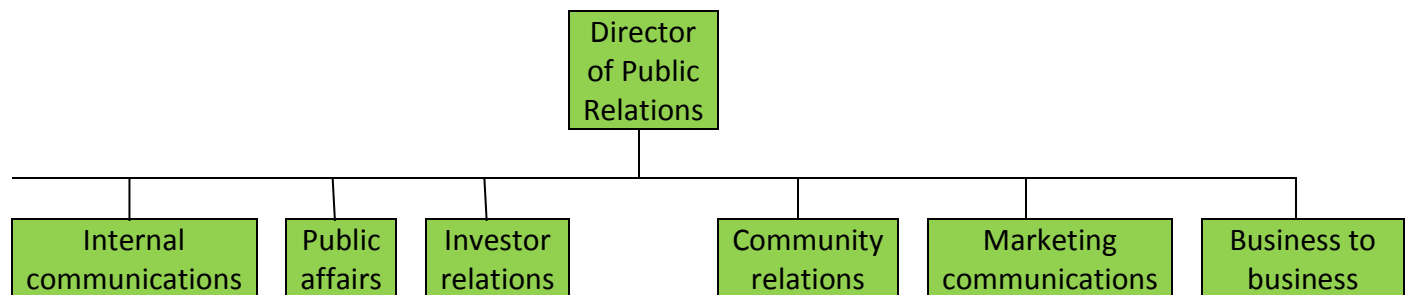 Director
of Public
Relations
Internal
communications
Public
affairs
Investor
relations
Community
relations
Marketing
communications
Business to
business